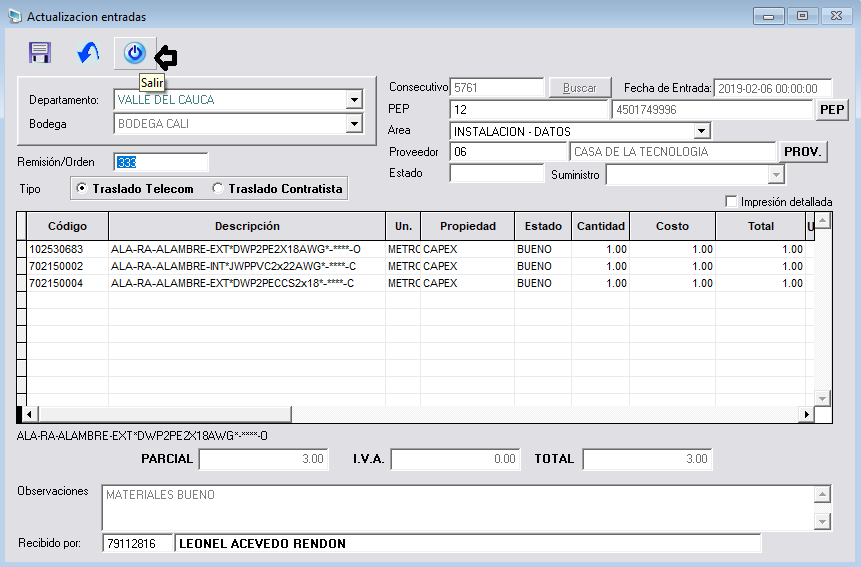 Actualizacion entradas
Salir
Departamento: VALLE DEL CAUCA
Bodega BODEGA CALI
Consecutivo 5761 Buscar Fecha de Entrada: 2019-02-06 00:00:00
PEP 12 4501749996 PEP
Area INSTALACION - DATOS
Proveedor 06 CASA DE LA TECNOLOGIA PROV.
Estado Suministro
Remisión/Orden 333
Tipo Traslado Telecom Traslado Contratista
Impresión detallada
Código Descripción Un. Propiedad Estado Cantidad Costo Total U
102530683 ALA-RA-ALAMBRE-EXT*DWP2PE2X18AWG*-****-O METRO CAPEX BUENO 1.00 1.00 1.00
702150002 ALA-RA-ALAMBRE-INT*JWPPVC2x22AWG*-****-C METRO CAPEX BUENO 1.00 1.00 1.00
702150004 ALA-RA-ALAMBRE-EXT*DWP2PECCS2x18*-****-C METRO CAPEX BUENO 1.00 1.00 1.00
ALA-RA-ALAMBRE-EXT*DWP2PE2X18AWG*-****-O
PARCIAL 3.00 I.V.A. 0.00 TOTAL 3.00
Observaciones MATERIALES BUENO
Recibido por: 79112816 LEONEL ACEVEDO RENDON